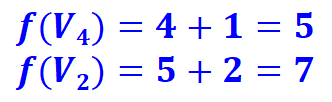 f(V₄) = 4 + 1 = 5
f(V₂) = 5 + 2 = 7